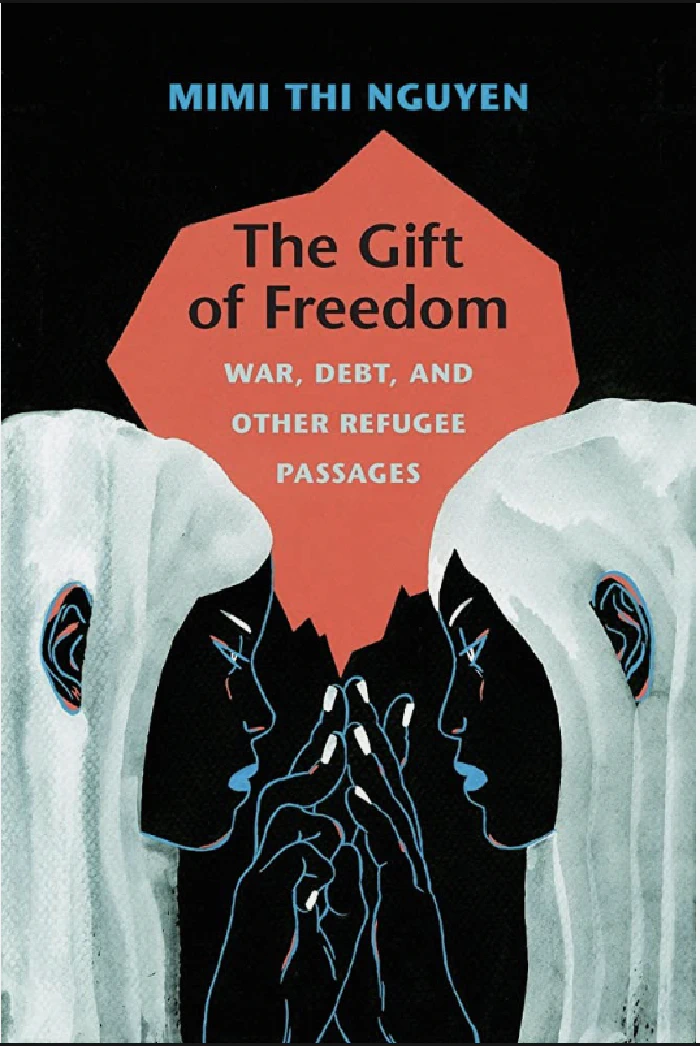 MIMI THI NGUYEN
The Gift
of Freedom
WAR, DEBT, AND
OTHER REFUGEE
PASSAGES